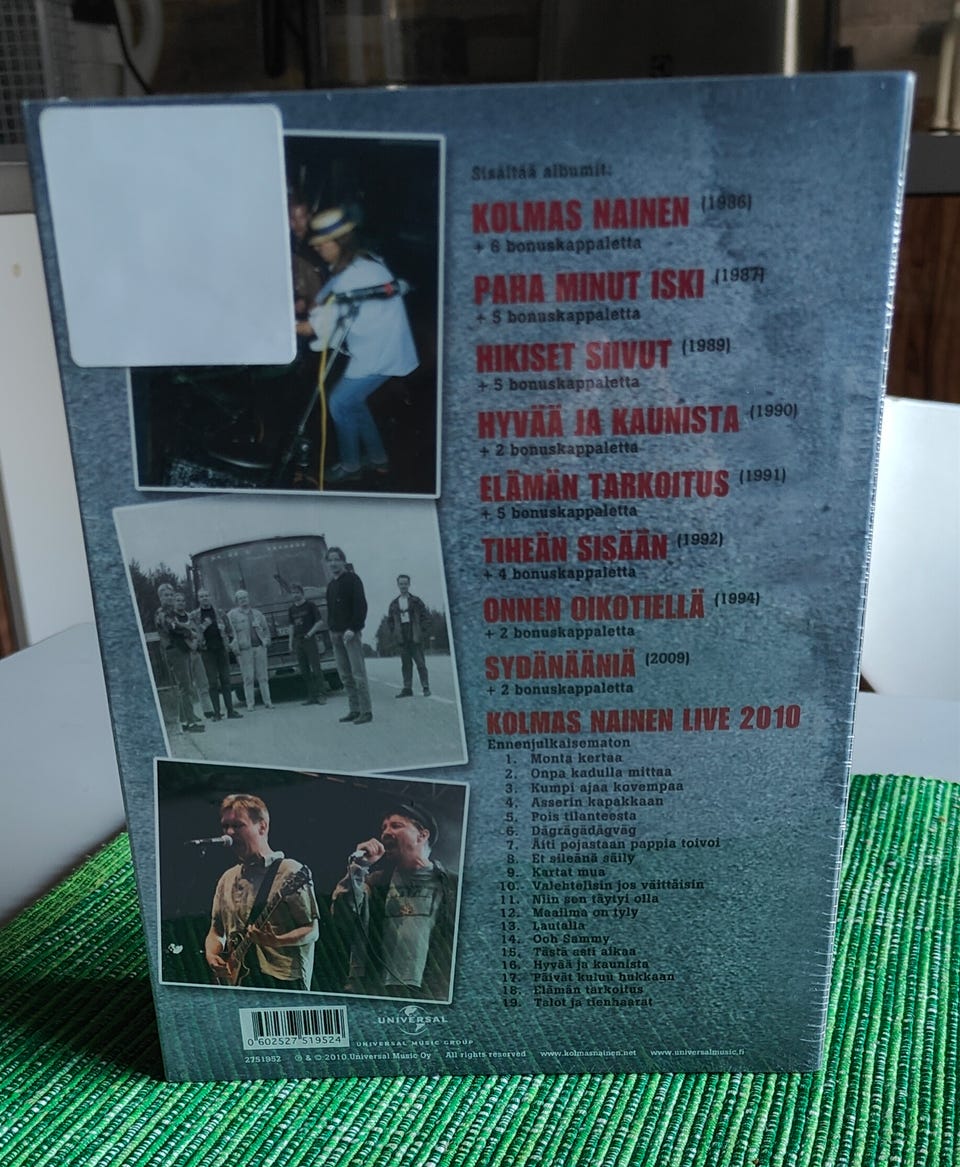 Sisältää albumit:
KOLMAS NAINEN (1986)
+ 6 bonuskappaletta
PAHA MINUT ISKI (1987)
+ 5 bonuskappaletta
HIKISET SIIVUT (1989)
+ 5 bonuskappaletta
HYVÄÄ JA KAUNISTA (1990)
+ 2 bonuskappaletta
ELÄMÄN TARKOITUS (1991)
+ 5 bonuskappaletta
TIHEÄN SISÄÄN (1992)
+ 4 bonuskappaletta
ONNEN OIKOTIELLÄ (1994)
+ 2 bonuskappaletta
SYDÄNÄÄNIÄ (2009)
+ 2 bonuskappaletta
KOLMAS NAINEN LIVE 2010
Ennenjulkaisematon
1. Monta kertaa
2. Onpa kadulla mittaa
3. Kumpi ajaa kovempaa
4. Asserin kapakkaan
5. Pois tilanteesta
6. Dägrägädägväg
7. Äiti pojastaan pappia toivoi
8. Et sileänä säily
9. Kartat mua
10. Valehtelisin jos väittäisin
11. Niin sen täytyi olla
12. Maailma on tyly
13. Lautalla
14. Ooh Sammy
15. Tästä asti aikaa
16. Hyvää ja kaunista
17. Päivät kuluu hukkaan
18. Elämän tarkoitus
19. Talot ja tienhaarat
0 602527 519524
UNIVERSAL
UNIVERSAL MUSIC GROUP
2751952 ℗ & © 2010 Universal Music Oy All rights reserved www.kolmasnainen.net www.universalmusic.fi